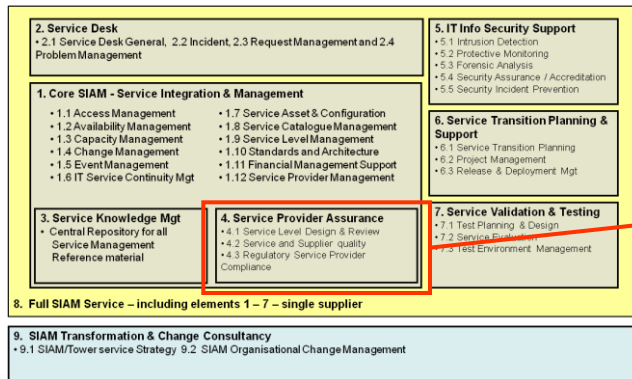 2. Service Desk
• 2.1 Service Desk General, 2.2 Incident, 2.3 Request Management and 2.4
Problem Management
1. Core SIAM - Service Integration & Management
• 1.1 Access Management
• 1.2 Availability Management
• 1.3 Capacity Management
• 1.4 Change Management
• 1.5 Event Management
• 1.6 IT Service Continuity Mgt
• 1.7 Service Asset & Configuration
• 1.8 Service Catalogue Management
• 1.9 Service Level Management
• 1.10 Standards and Architecture
• 1.11 Financial Management Support
• 1.12 Service Provider Management
3. Service Knowledge Mgt
• Central Repository for all
Service Management
Reference material
4. Service Provider Assurance
• 4.1 Service Level Design & Review
• 4.2 Service and Supplier quality
• 4.3 Regulatory Service Provider
Compliance
5. IT Info Security Support
• 5.1 Intrusion Detection
• 5.2 Protective Monitoring
• 5.3 Forensic Analysis
• 5.4 Security Assurance / Accreditation
• 5.5 Security Incident Prevention
6. Service Transition Planning &
Support
• 6.1 Service Transition Planning
• 6.2 Project Management
• 6.3 Release & Deployment Mgt
7. Service Validation & Testing
• 7.1 Test Planning & Design
• 7.2 Service Evaluation
• 7.3 Test Environment Management
8. Full SIAM Service – including elements 1 – 7 – single supplier
9. SIAM Transformation & Change Consultancy
• 9.1 SIAM/Tower service Strategy 9.2 SIAM Organisational Change Management